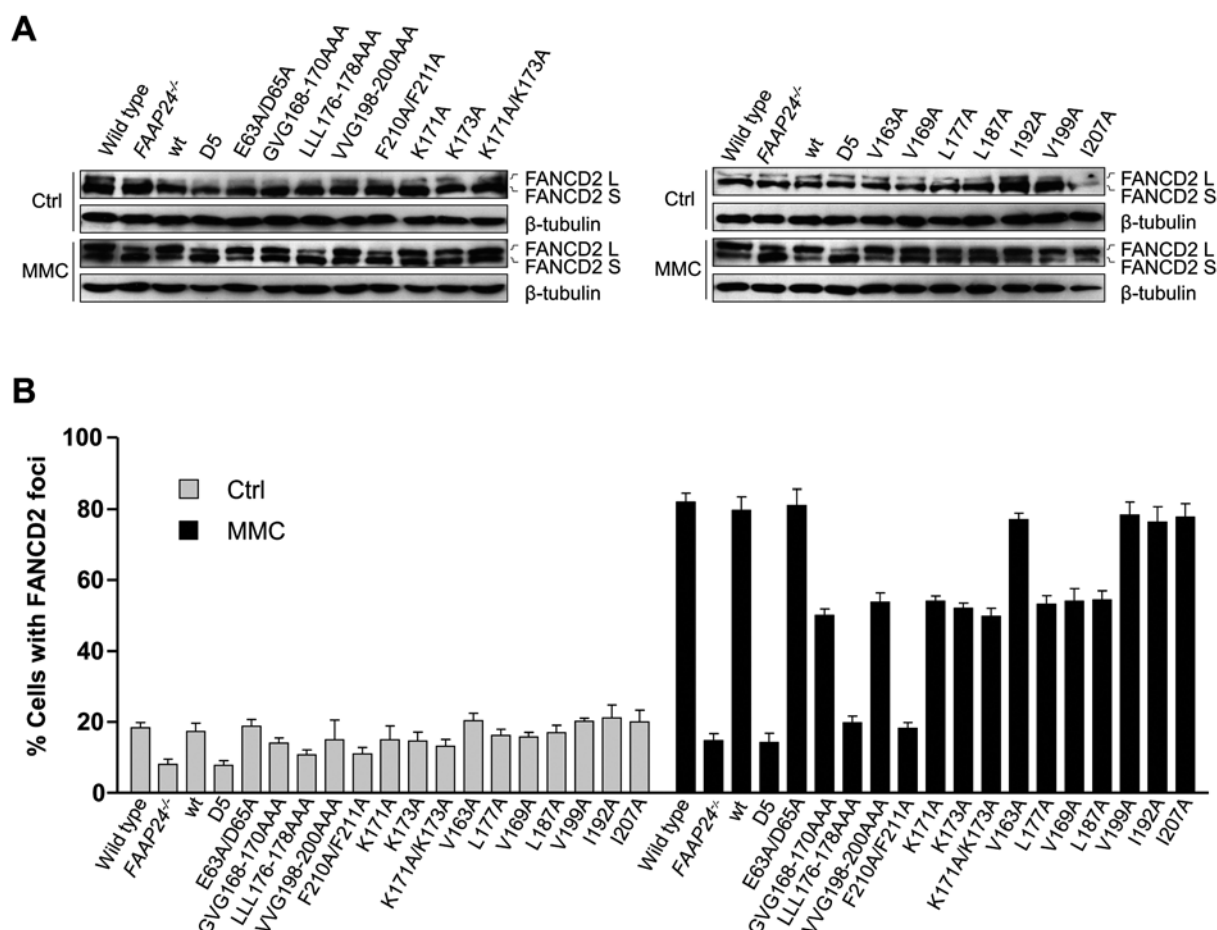 A
Wild type
FAAP24-/-
wt
D5
E63A/D65A
GVG168-170AAA
LLL176-178AAA
VVG198-200AAA
F210A/F211A
K171A
K173A
K171A/K173A
Ctrl
FANCD2 L
FANCD2 S
β-tubulin
MMC
FANCD2 L
FANCD2 S
β-tubulin
Wild type
FAAP24-/-
wt
D5
V163A
V169A
L177A
L187A
I192A
V199A
I207A
Ctrl
FANCD2 L
FANCD2 S
β-tubulin
MMC
FANCD2 L
FANCD2 S
β-tubulin
B
% Cells with FANCD2 foci
100
80
60
40
20
0
Ctrl
MMC
Wild type
FAAP24-/-
wt
D5
E63A/D65A
GVG168-170AAA
LLL176-178AAA
VVG198-200AAA
F210A/F211A
K171A
K173A
K171A/K173A
V163A
L177A
V169A
L187A
V199A
I192A
I207A
Wild type
FAAP24-/-
wt
D5
E63A/D65A
GVG168-170AAA
LLL176-178AAA
VVG198-200AAA
F210A/F211A
K171A
K173A
K171A/K173A
V163A
L177A
V169A
L187A
V199A
I192A
I207A